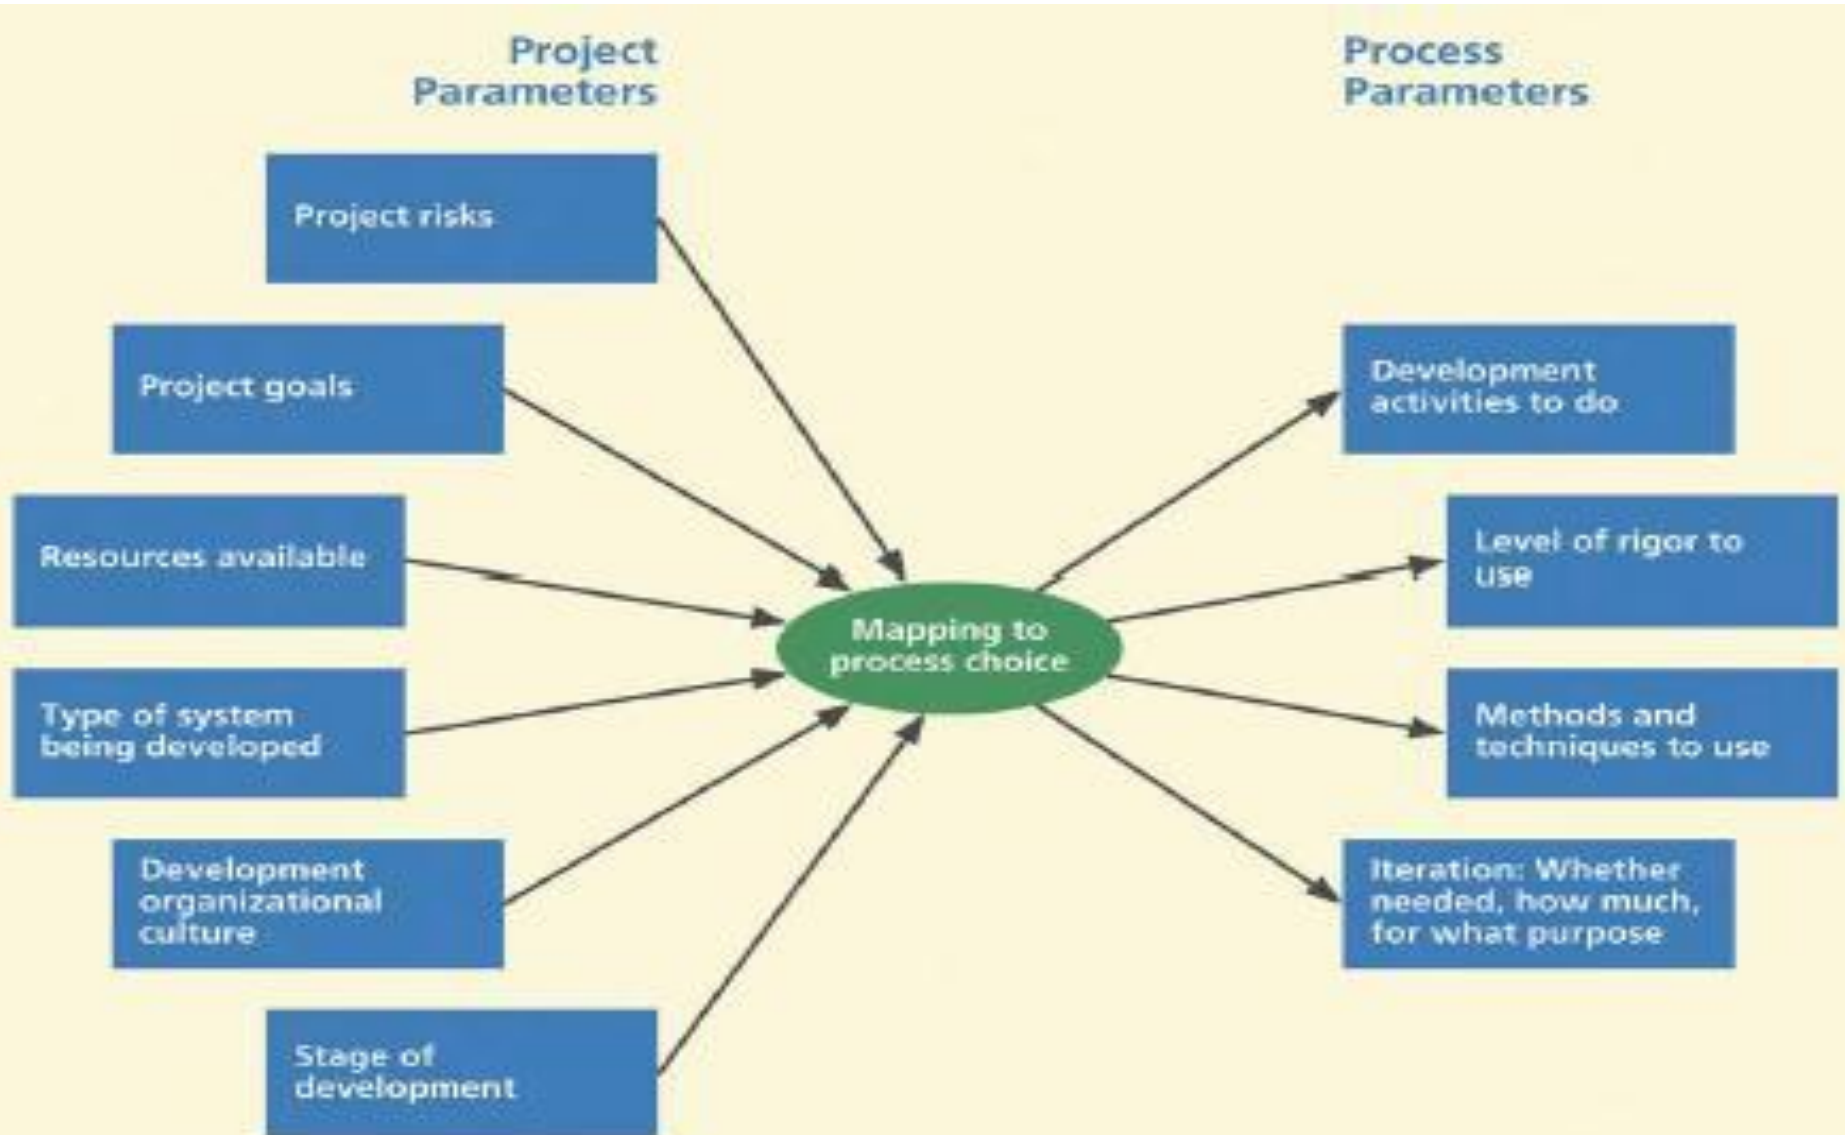 Project
Parameters
Project risks
Project goals
Resources available
Type of system
being developed
Development
organizational
culture
Stage of
development
Mapping to
process choice
Process
Parameters
Development
activities to do
Level of rigor to
use
Methods and
techniques to use
Iteration: Whether
needed, how much,
for what purpose